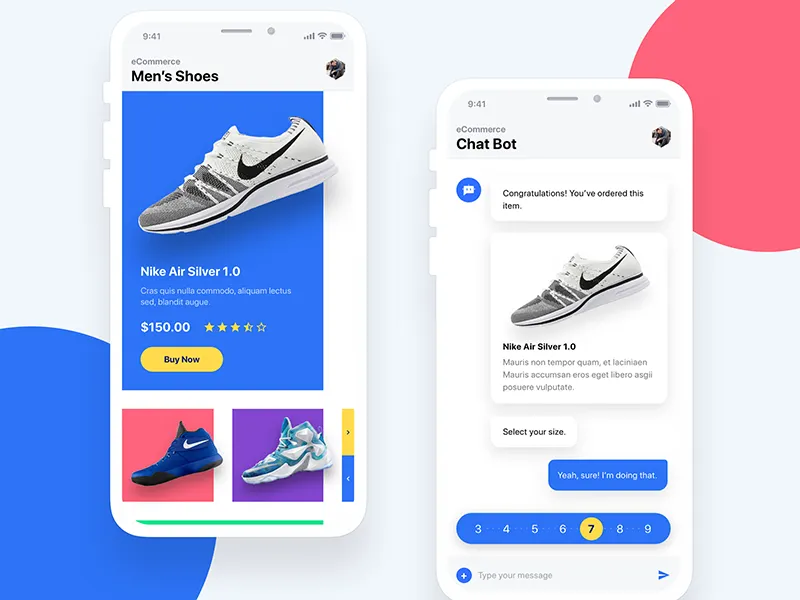 9:41
eCommerce
Men's Shoes
Nike Air Silver 1.0
Cras quis nulla commodo, aliquam lectus
sed, blandit augue.
$150.00
Buy Now
9:41
eCommerce
Chat Bot
Congratulations! You've ordered this
item.
Nike Air Silver 1.0
Mauris non tempor quam, et laciniaen
Mauris accumsan eros eget libero asgii
posuere vulputate.
Select your size.
Yeah, sure! I'm doing that.
3 4 5 6 7 8 9
Type your message